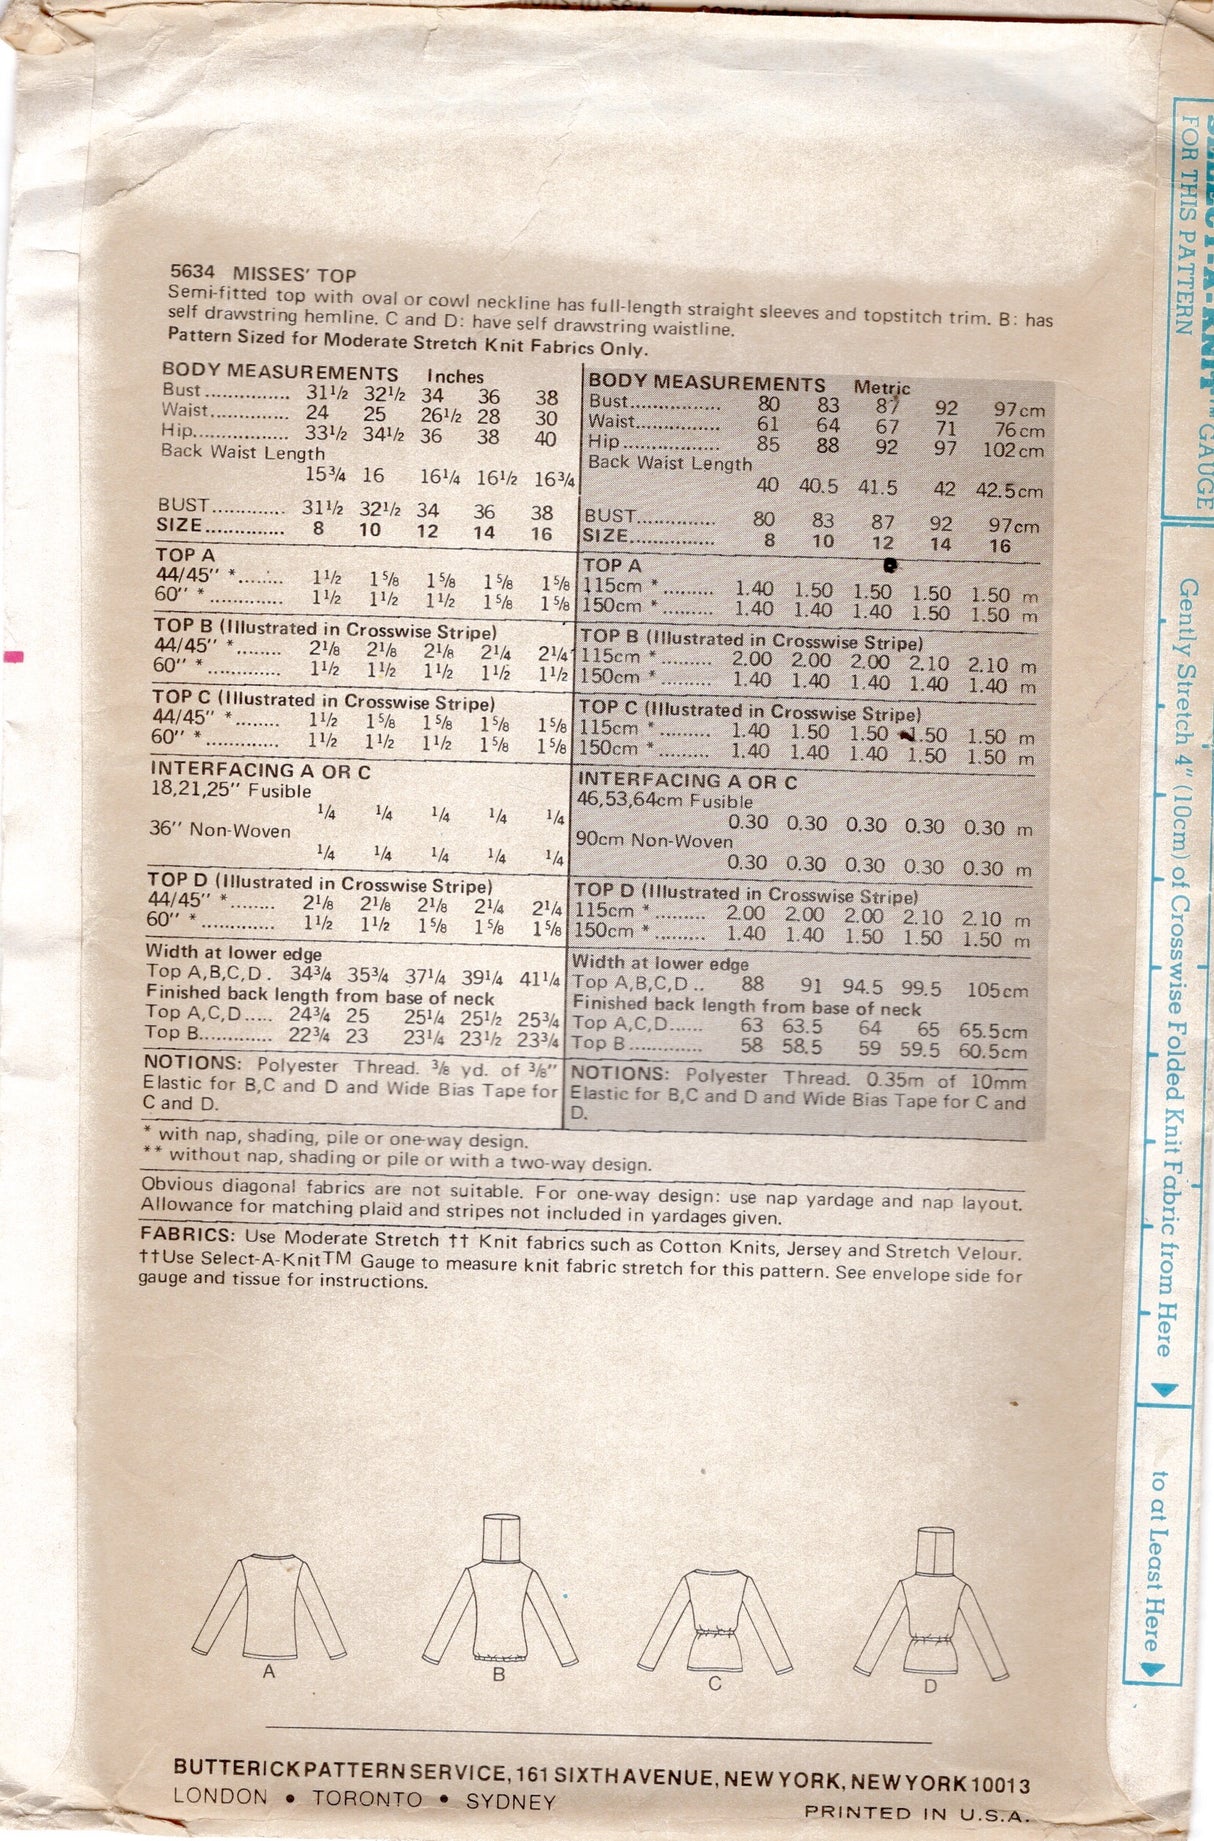 5634 MISSES' TOP
Semi-fitted top with oval or cowl neckline has full-length straight sleeves and topstitch trim. B: has
self drawstring hemline. C and D: have self drawstring waistline.
Pattern Sized for Moderate Stretch Knit Fabrics Only.
BODY MEASUREMENTS Inches
Bust.............. 31½ 32½ 34 36 38
Waist............. 24 25 26½ 28 30
Hip................ 33½ 34½ 36 38 40
Back Waist Length
15¾ 16 16¼ 16½ 16¾
BUST............. 31½ 32½ 34 36 38
SIZE.............. 8 10 12 14 16
TOP A
44/45'' *........ 1½ 1⅝ 1⅝ 1⅝ 1⅝
60'' *............. 1½ 1½ 1½ 1⅝ 1⅝
TOP B (Illustrated in Crosswise Stripe)
44/45'' *........ 2⅛ 2⅛ 2⅛ 2¼ 2¼
60'' *............. 1½ 1½ 1½ 1½ 1½
TOP C (Illustrated in Crosswise Stripe)
44/45'' *........ 1½ 1⅝ 1⅝ 1⅝ 1⅝
60'' *............. 1½ 1½ 1½ 1⅝ 1⅝
INTERFACING A OR C
18,21,25'' Fusible
¼ ¼ ¼ ¼ ¼
36'' Non-Woven
¼ ¼ ¼ ¼ ¼
TOP D (Illustrated in Crosswise Stripe)
44/45'' *........ 2⅛ 2⅛ 2⅛ 2¼ 2¼
60'' *............. 1½ 1½ 1⅝ 1⅝ 1⅝
Width at lower edge
Top A,B,C,D . 34¾ 35¾ 37¼ 39¼ 41¼
Finished back length from base of neck
Top A,C,D..... 24¾ 25 25¼ 25½ 25¾
Top B............. 22¾ 23 23¼ 23½ 23¾
NOTIONS: Polyester Thread. ⅜ yd. of ⅜''
Elastic for B,C and D and Wide Bias Tape for
C and D.
BODY MEASUREMENTS Metric
Bust................. 80 83 87 92 97cm
Waist................ 61 64 67 71 76cm
Hip.................. 85 88 92 97 102cm
Back Waist Length
40 40.5 41.5 42 42.5cm
BUST............... 80 83 87 92 97cm
SIZE................ 8 10 12 14 16
TOP A
115cm *......... 1.40 1.50 1.50 1.50 1.50 m
150cm *......... 1.40 1.40 1.40 1.50 1.50 m
TOP B (Illustrated in Crosswise Stripe)
115cm *......... 2.00 2.00 2.00 2.10 2.10 m
150cm *......... 1.40 1.40 1.40 1.40 1.40 m
TOP C (Illustrated in Crosswise Stripe)
115cm *......... 1.40 1.50 1.50 1.50 1.50 m
150cm *......... 1.40 1.40 1.40 1.50 1.50 m
INTERFACING A OR C
46,53,64cm Fusible
0.30 0.30 0.30 0.30 0.30 m
90cm Non-Woven
0.30 0.30 0.30 0.30 0.30 m
TOP D (Illustrated in Crosswise Stripe)
115cm *......... 2.00 2.00 2.00 2.10 2.10 m
150cm *......... 1.40 1.40 1.50 1.50 1.50 m
Width at lower edge
Top A,B,C,D .. 88 91 94.5 99.5 105cm
Finished back length from base of neck
Top A,C,D...... 63 63.5 64 65 65.5cm
Top B............. 58 58.5 59 59.5 60.5cm
NOTIONS: Polyester Thread. 0.35m of 10mm
Elastic for B,C and D and Wide Bias Tape for C and
D.
* with nap, shading, pile or one-way design.
** without nap, shading or pile or with a two-way design.
Obvious diagonal fabrics are not suitable. For one-way design: use nap yardage and nap layout.
Allowance for matching plaid and stripes not included in yardages given.
FABRICS: Use Moderate Stretch †† Knit fabrics such as Cotton Knits, Jersey and Stretch Velour.
††Use Select-A-Knit™ Gauge to measure knit fabric stretch for this pattern. See envelope side for
gauge and tissue for instructions.
A
B
C
D
BUTTERICK PATTERN SERVICE, 161 SIXTH AVENUE, NEW YORK, NEW YORK 10013
LONDON • TORONTO • SYDNEY
PRINTED IN U.S.A.
SELECT-A-KNIT™ GAUGE
FOR THIS PATTERN
Gently Stretch 4" (10cm) of Crosswise Folded Knit Fabric from Here
to at Least Here